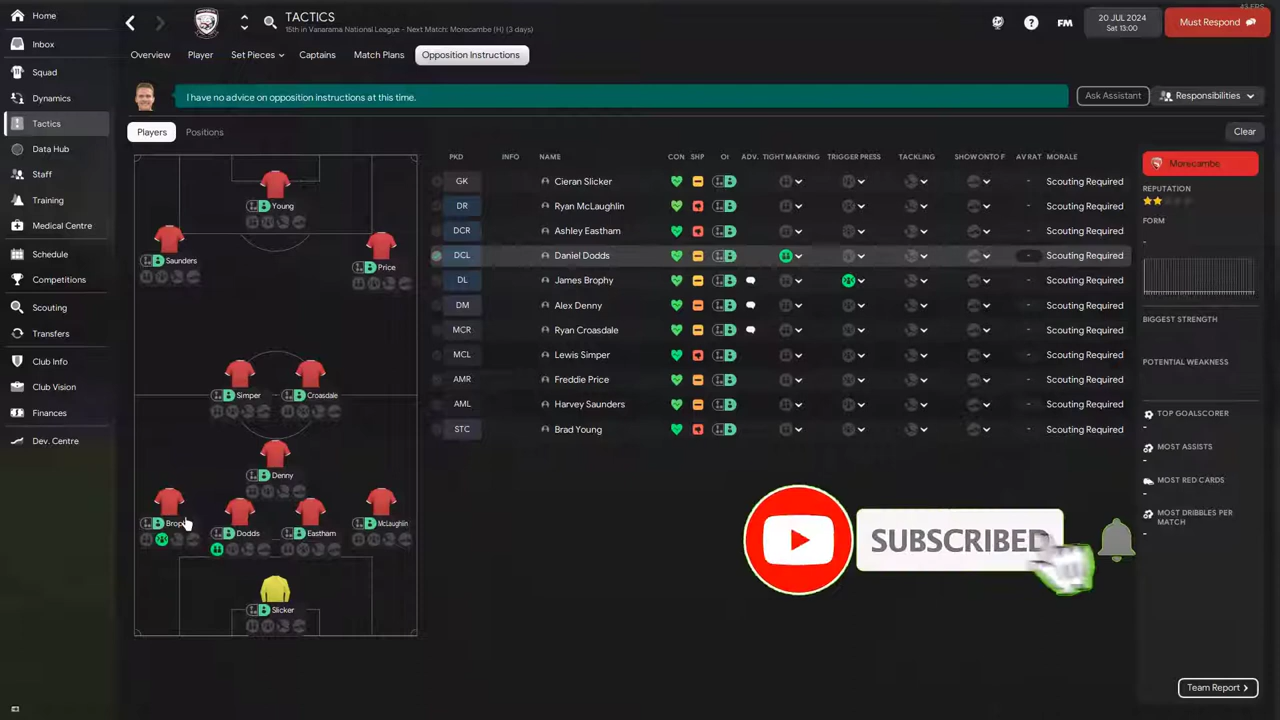 Home
Inbox
Squad
Dynamics
Tactics
Data Hub
Staff
Training
Medical Centre
Schedule
Competitions
Scouting
Transfers
Club Info
Club Vision
Finances
Dev. Centre
TACTICS
15th in Vanarama National League - Next Match: Morecambe (H) (3 days)
FM
20 JUL 2024
Sat 13:00
Must Respond
Overview
Player
Set Pieces
Captains
Match Plans
Opposition Instructions
I have no advice on opposition instructions at this time.
Ask Assistant
Responsibilities
Players
Positions
Clear
Young
Saunders
Price
Simper
Croasdale
Denny
Dodds
Eastham
McLaughlin
Slicker
PKD INFO NAME CON SHP OI ADV. TIGHT MARKING TRIGGER PRESS TACKLING SHOW ONTO F AV RAT MORALE
GK Cieran Slicker - Scouting Required
DR Ryan McLaughlin - Scouting Required
DCR Ashley Eastham - Scouting Required
DCL Daniel Dodds - Scouting Required
DL James Brophy - Scouting Required
DM Alex Denny - Scouting Required
MCR Ryan Croasdale - Scouting Required
MCL Lewis Simper - Scouting Required
AMR Freddie Price - Scouting Required
AML Harvey Saunders - Scouting Required
STC Brad Young - Scouting Required
Morecambe
REPUTATION
FORM
BIGGEST STRENGTH
POTENTIAL WEAKNESS
TOP GOALSCORER
-
MOST ASSISTS
-
MOST RED CARDS
-
MOST DRIBBLES PER
MATCH
-
Team Report
SUBSCRIBED